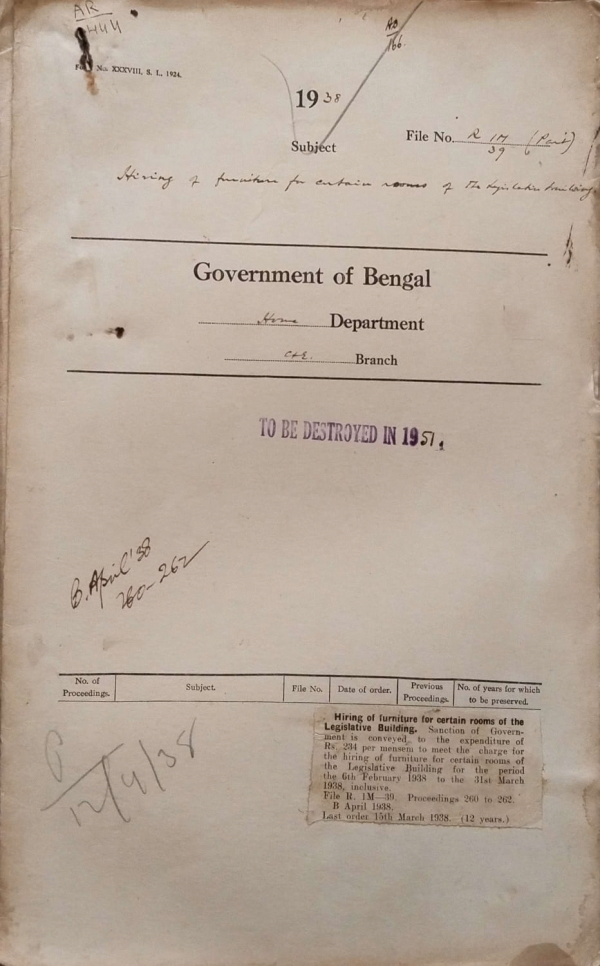 AR
444
AB
166.
No. XXXVIII, S. I., 1924.
1938
File No. R 1M/39 (Part)
Subject
Hiring of furniture for certain rooms of the Legislative Building
Government of Bengal
Home Department
C&E. Branch
TO BE DESTROYED IN 1951.
B. April '38
260-262
No. of Proceedings.
Subject.
File No.
Date of order.
Previous Proceedings.
No. of years for which to be preserved.
12/4/38
Hiring of furniture for certain rooms of the
Legislative Building. Sanction of Govern-
ment is conveyed to the expenditure of
Rs. 234 per mensem to meet the charge for
the hiring of furniture for certain rooms of
the Legislative Building for the period
the 6th February 1938 to the 31st March
1938, inclusive.
File R. 1M—39. Proceedings 260 to 262.
B April 1938.
Last order 15th March 1938. (12 years.)